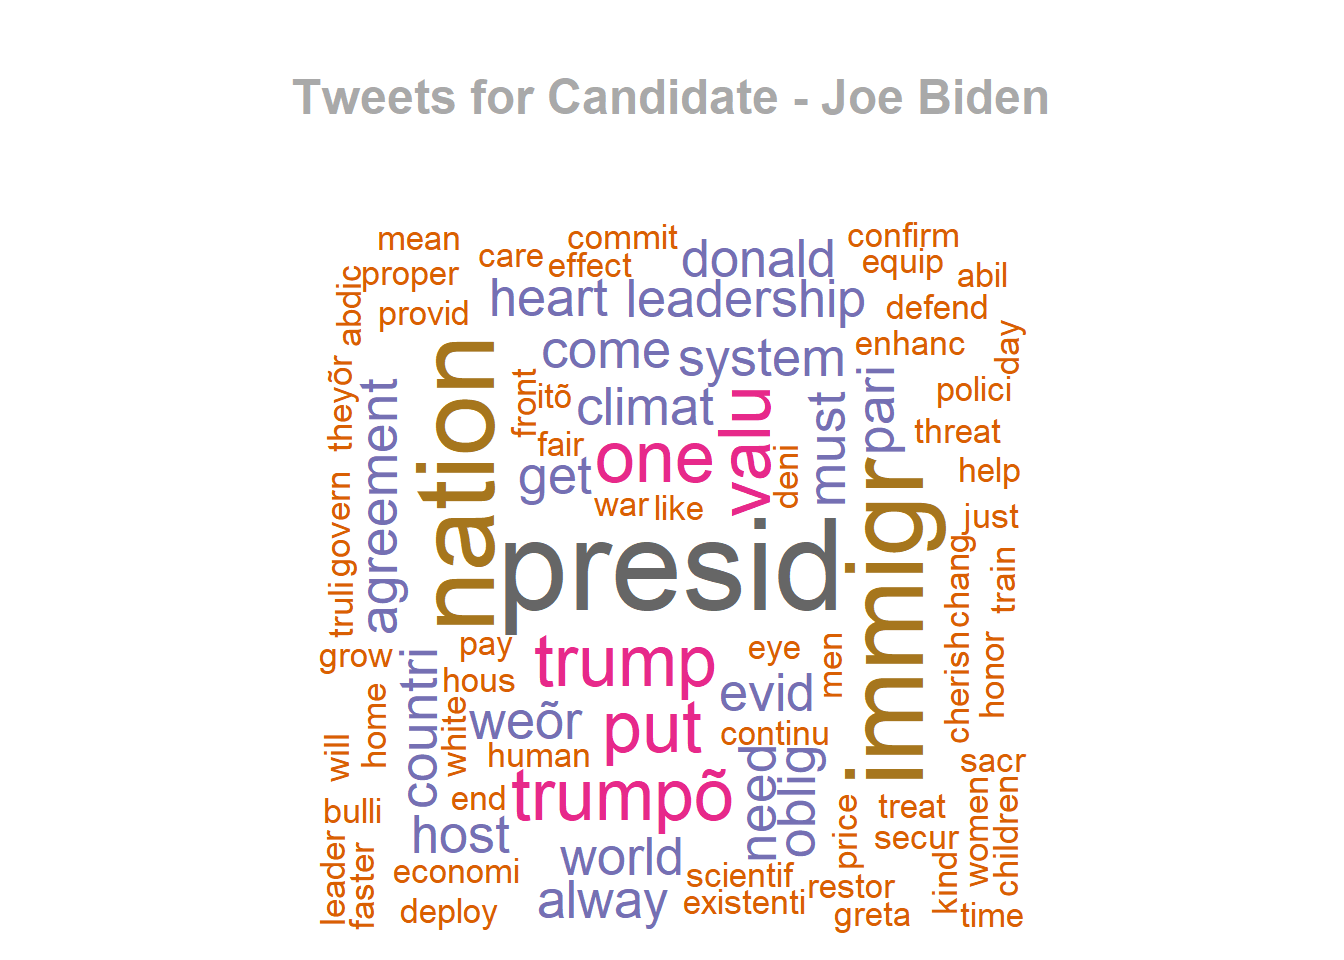 Tweets for Candidate - Joe Biden
mean
care
commit
effect
donald
confirm
equip
abil
proper
abdic
provid
heart
leadership
defend
day
enhanc
come
system
nation
agreement
theyõr
front
itõ
climat
valu
must
pari
polici
threat
fair
one
get
deni
help
war
like
just
govern
truli
presid
immigr
chang
train
grow
pay
trump
eye
men
cherish
honor
countri
hous
evid
home
white
weõr
put
continu
human
will
need
oblig
sacr
end
trumpõ
bulli
host
price
treat
secur
women
children
world
leader
faster
economi
scientif
restor
kind
deploy
alway
existenti
greta
time